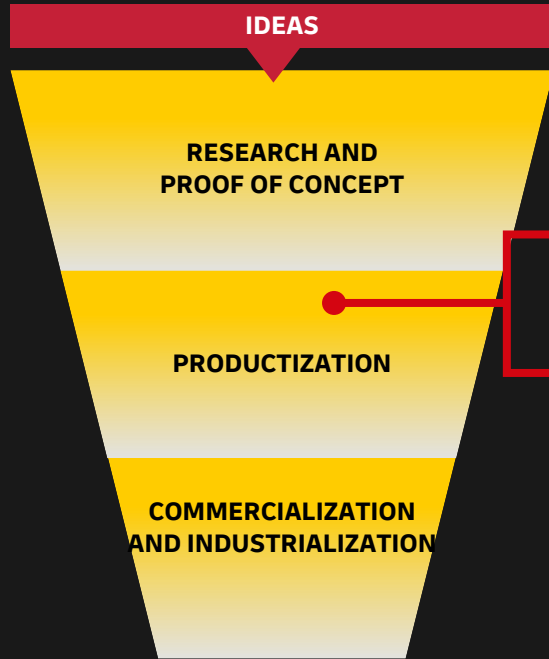 IDEAS
RESEARCH AND
PROOF OF CONCEPT
PRODUCTIZATION
COMMERCIALIZATION
AND INDUSTRIALIZATION